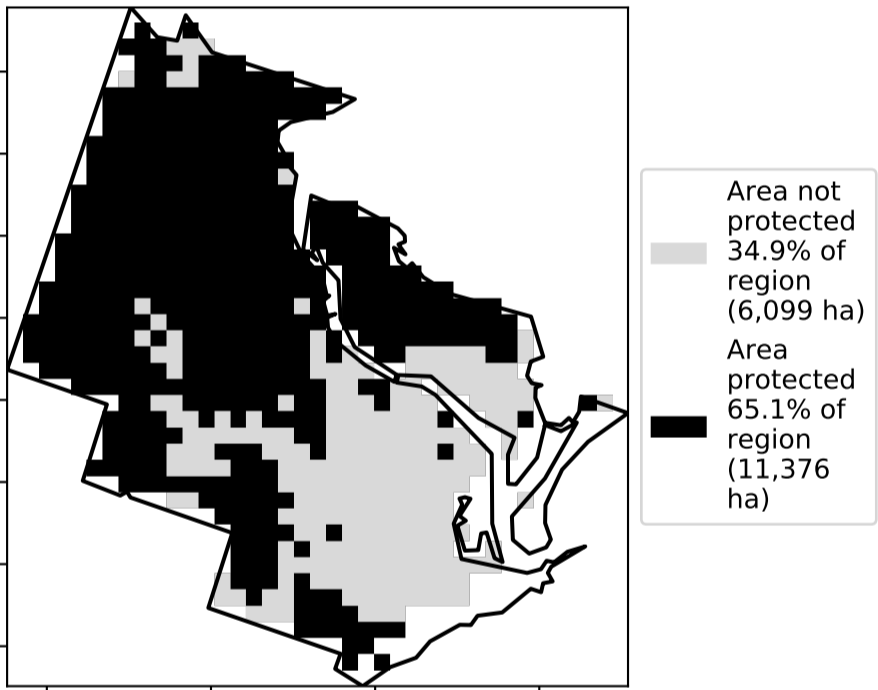 Area not
protected
34.9% of
region
(6,099 ha)
Area
protected
65.1% of
region
(11,376
ha)